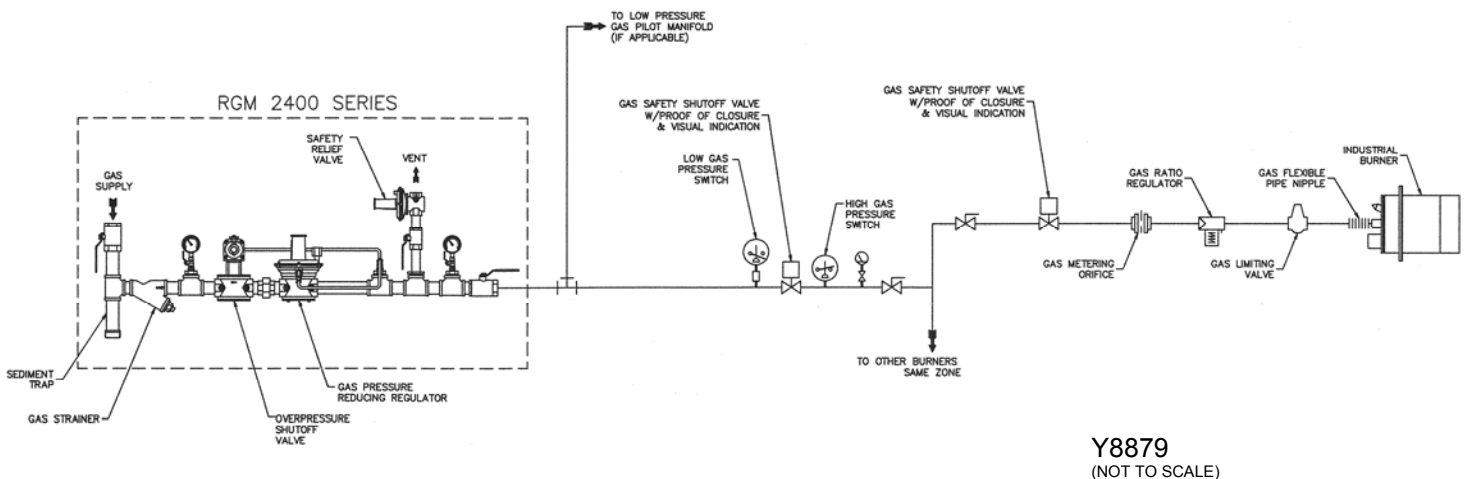 TO LOW PRESSURE
GAS PILOT MANIFOLD
(IF APPLICABLE)
RGM 2400 SERIES
SAFETY
RELIEF
VALVE
VENT
GAS
SUPPLY
GAS SAFETY SHUTOFF VALVE
W/PROOF OF CLOSURE
& VISUAL INDICATION
LOW GAS
PRESSURE
SWITCH
HIGH GAS
PRESSURE
SWITCH
GAS SAFETY SHUTOFF VALVE
W/PROOF OF CLOSURE
& VISUAL INDICATION
GAS RATIO
REGULATOR
GAS FLEXIBLE
PIPE NIPPLE
INDUSTRIAL
BURNER
GAS METERING
ORIFICE
GAS LIMITING
VALVE
TO OTHER BURNERS
SAME ZONE
SEDIMENT
TRAP
GAS STRAINER
OVERPRESSURE
SHUTOFF
VALVE
GAS PRESSURE
REDUCING REGULATOR
Y8879
(NOT TO SCALE)